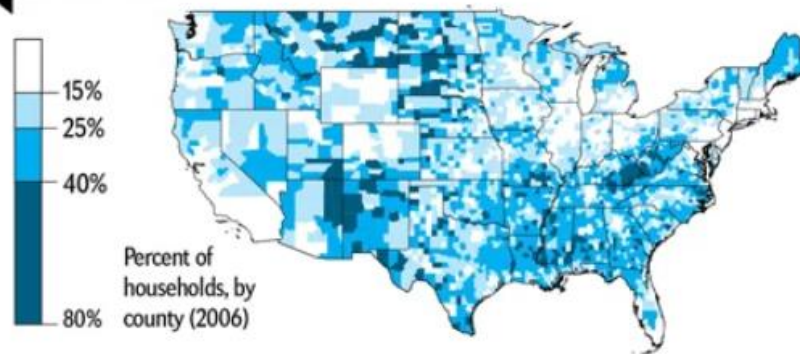 15%
25%
40%
80%
Percent of
households, by
county (2006)